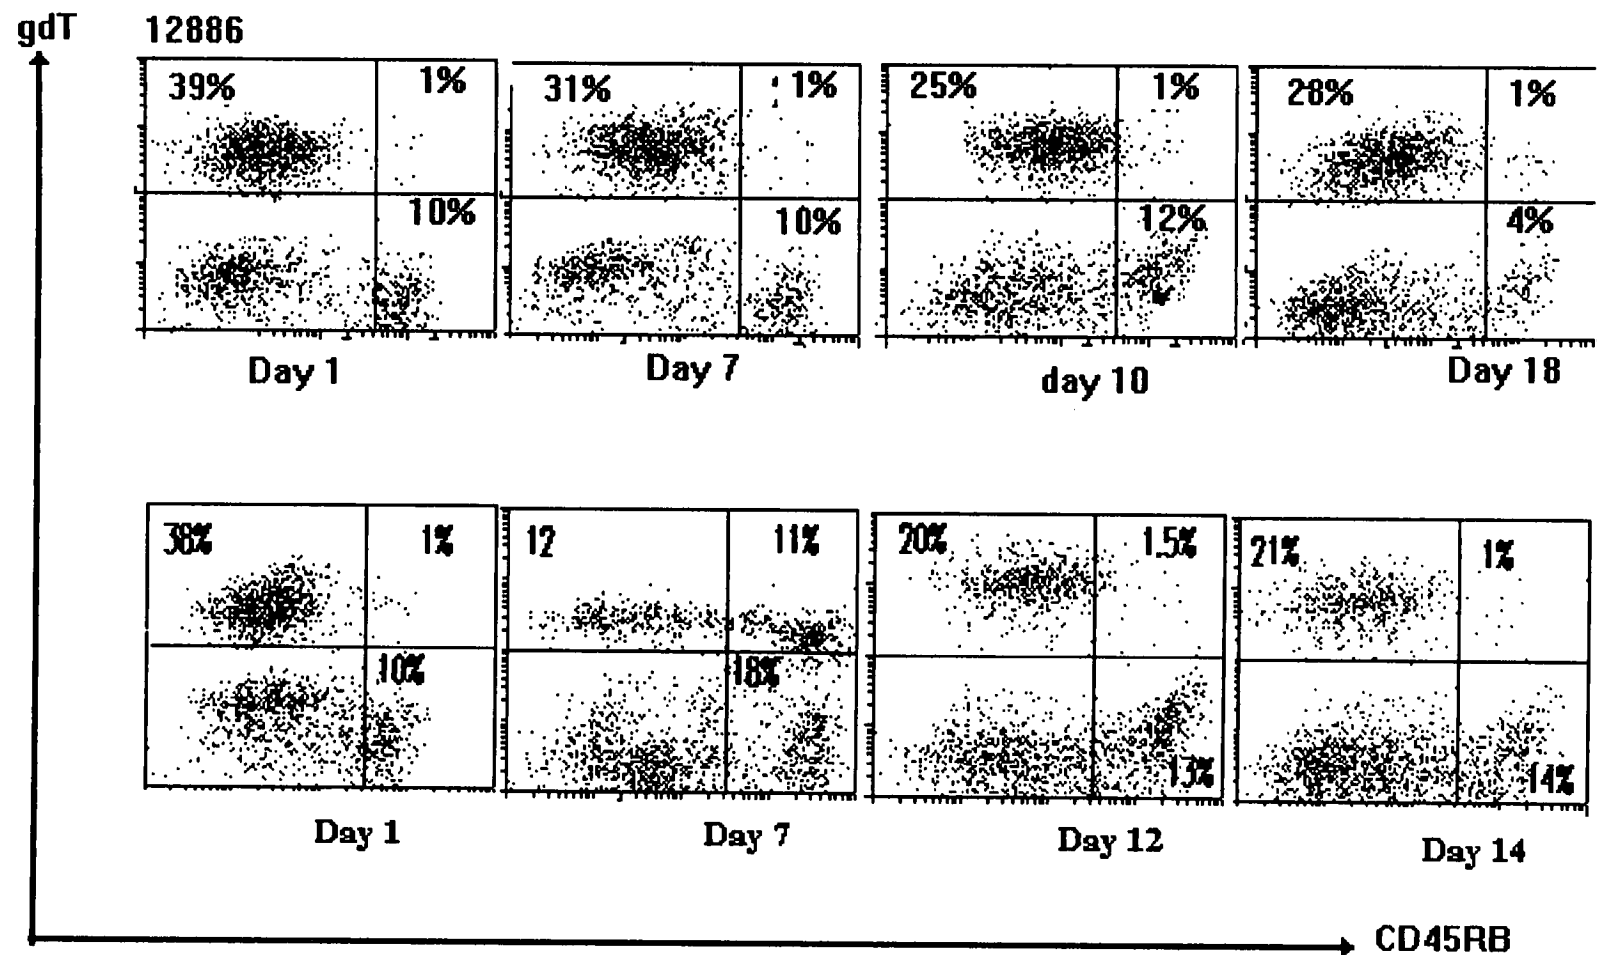 gdT
12886
39% 1% 31% 1% 25% 1% 28% 1%
10% 10% 12% 4%
Day 1 Day 7 day 10 Day 18
38% 1% 12 11% 20% 1.5% 21% 1%
10% 18% 13% 14%
Day 1 Day 7 Day 12 Day 14
CD45RB